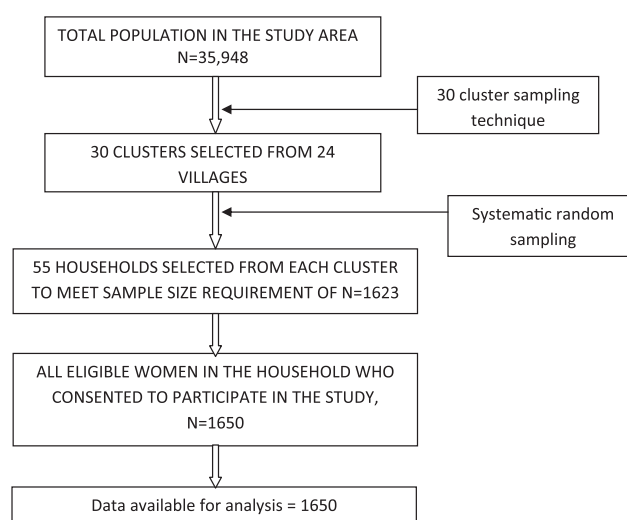 TOTAL POPULATION IN THE STUDY AREA
N=35,948
30 cluster sampling
technique
30 CLUSTERS SELECTED FROM 24
VILLAGES
Systematic random
sampling
55 HOUSEHOLDS SELECTED FROM EACH CLUSTER
TO MEET SAMPLE SIZE REQUIREMENT OF N=1623
ALL ELIGIBLE WOMEN IN THE HOUSEHOLD WHO
CONSENTED TO PARTICIPATE IN THE STUDY,
N=1650
Data available for analysis = 1650